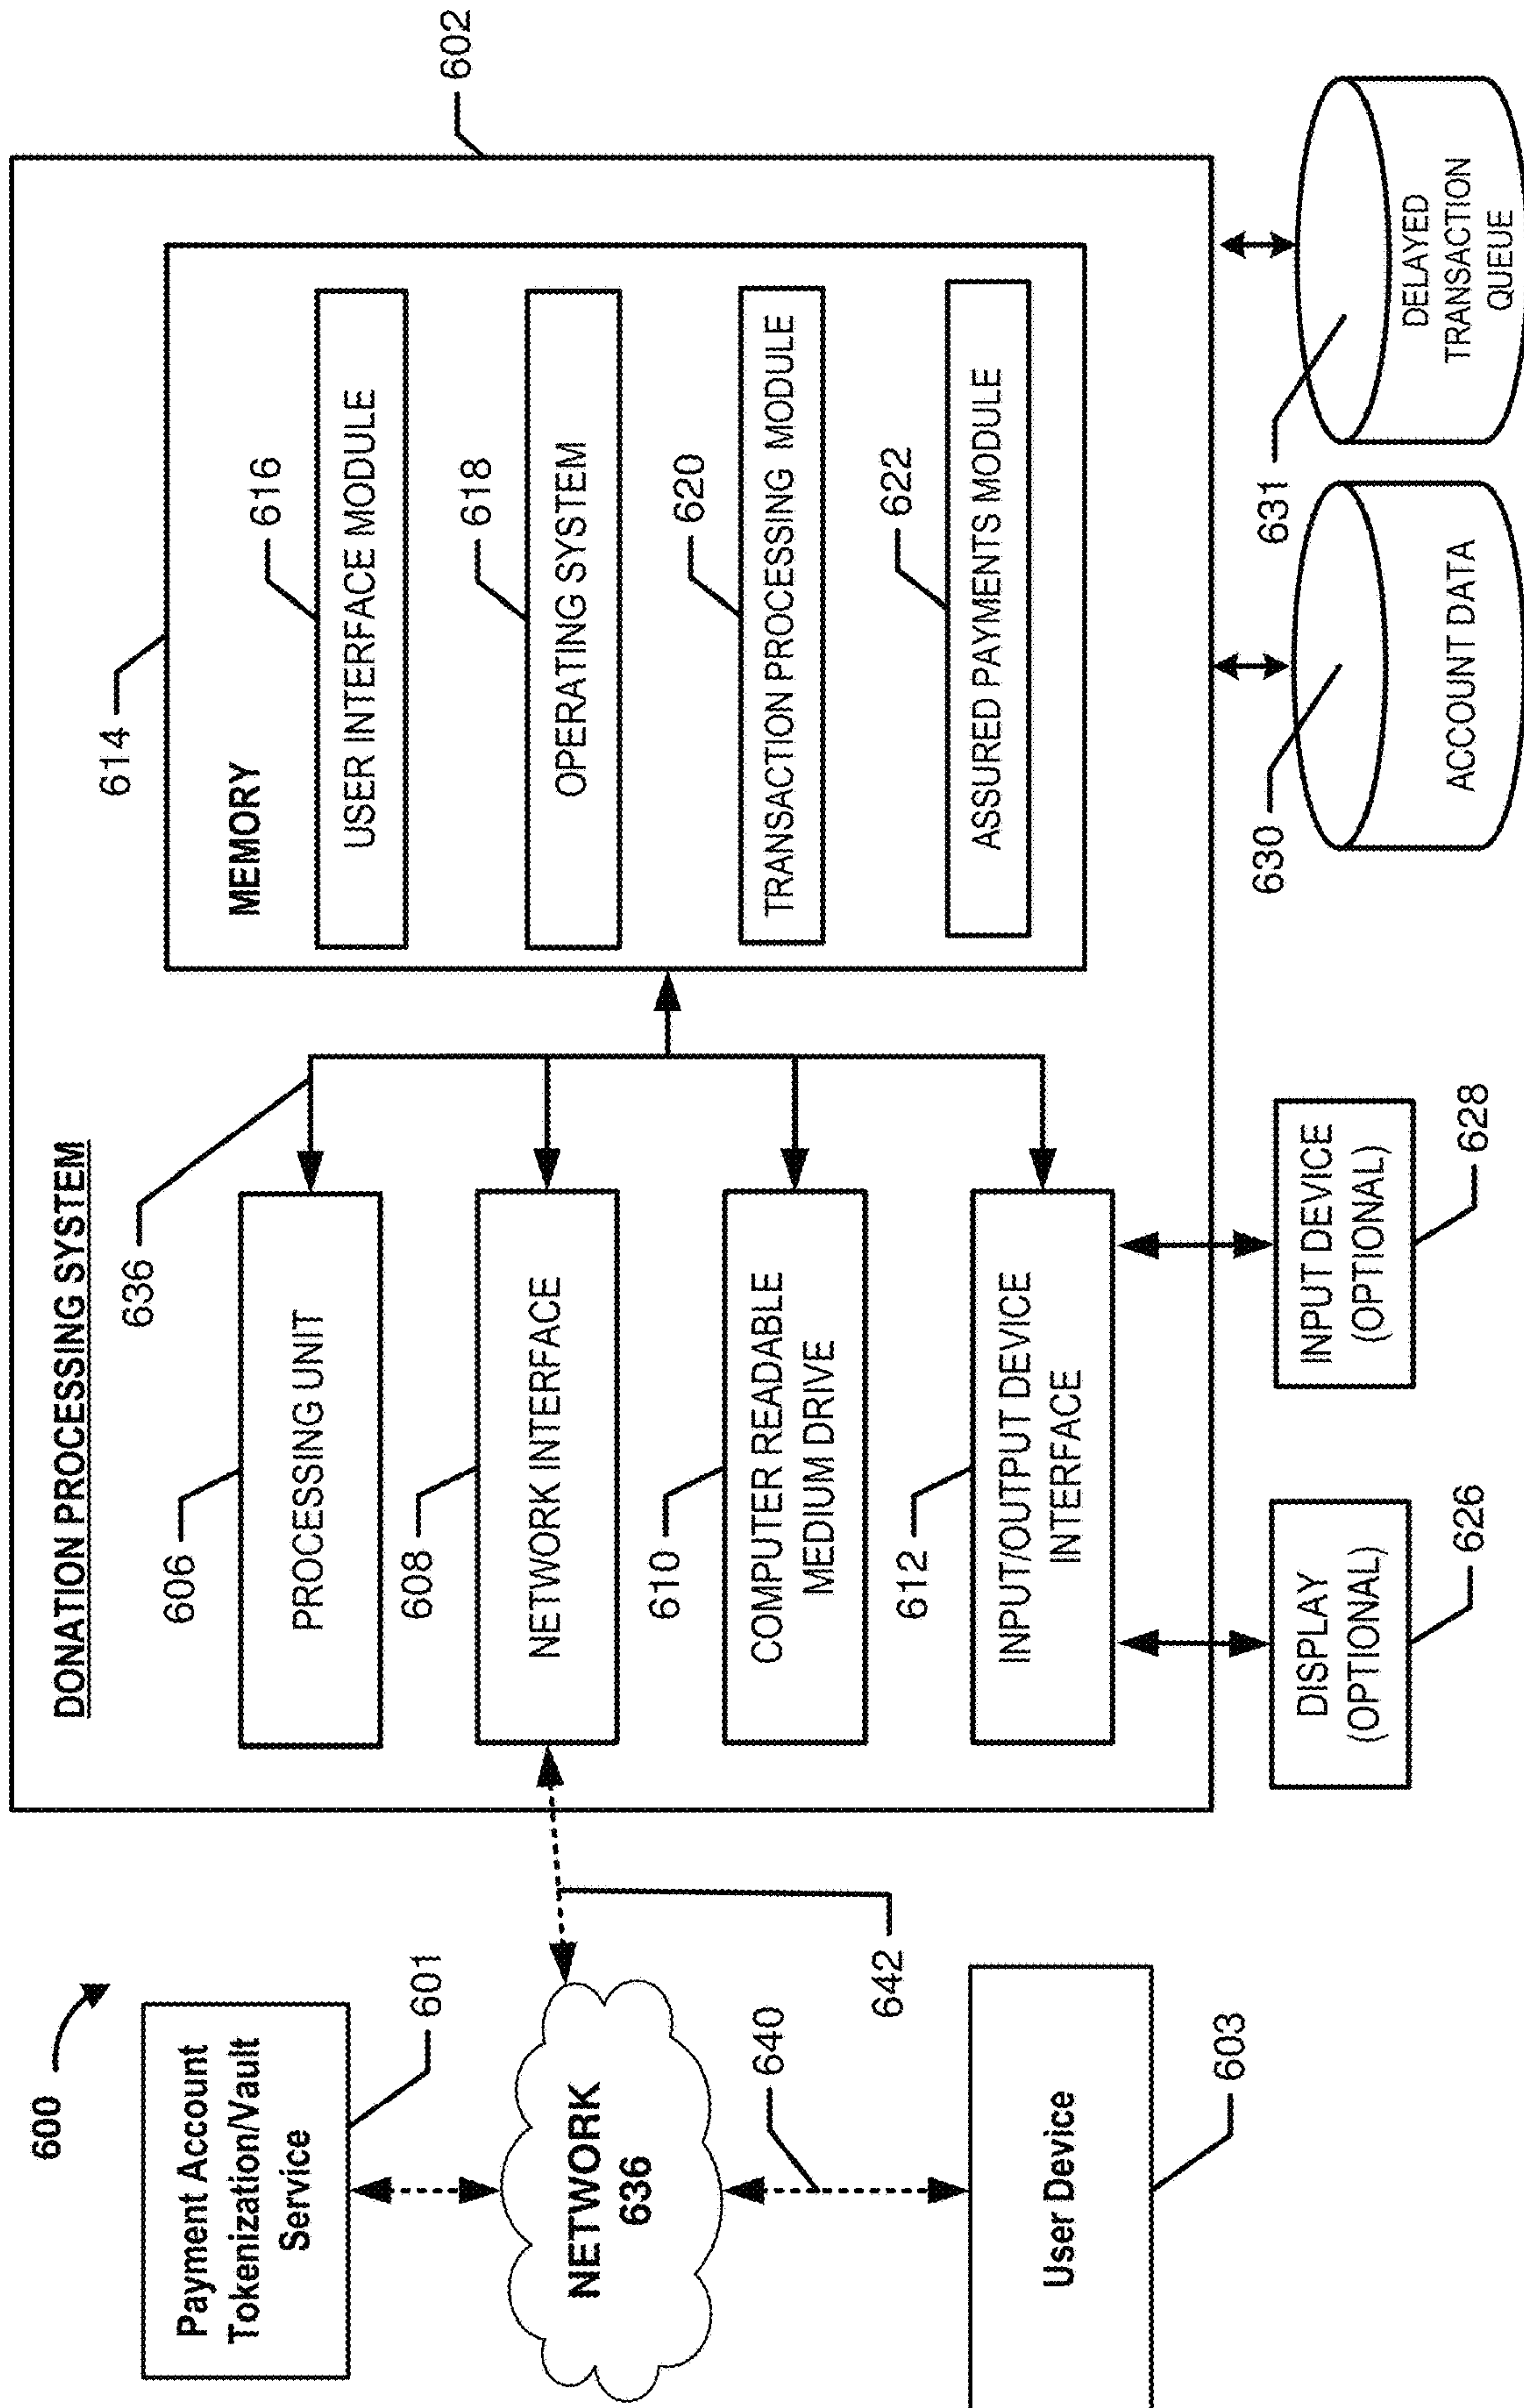 600
Payment Account
Tokenization/Vault
Service
601
NETWORK
636
640
642
User Device
603
DONATION PROCESSING SYSTEM
602
636
606
PROCESSING UNIT
608
NETWORK INTERFACE
610
COMPUTER READABLE
MEDIUM DRIVE
612
INPUT/OUTPUT DEVICE
INTERFACE
614
MEMORY
616
USER INTERFACE MODULE
618
OPERATING SYSTEM
620
TRANSACTION PROCESSING MODULE
622
ASSURED PAYMENTS MODULE
DISPLAY
(OPTIONAL)
626
INPUT DEVICE
(OPTIONAL)
628
630
ACCOUNT DATA
631
DELAYED
TRANSACTION
QUEUE